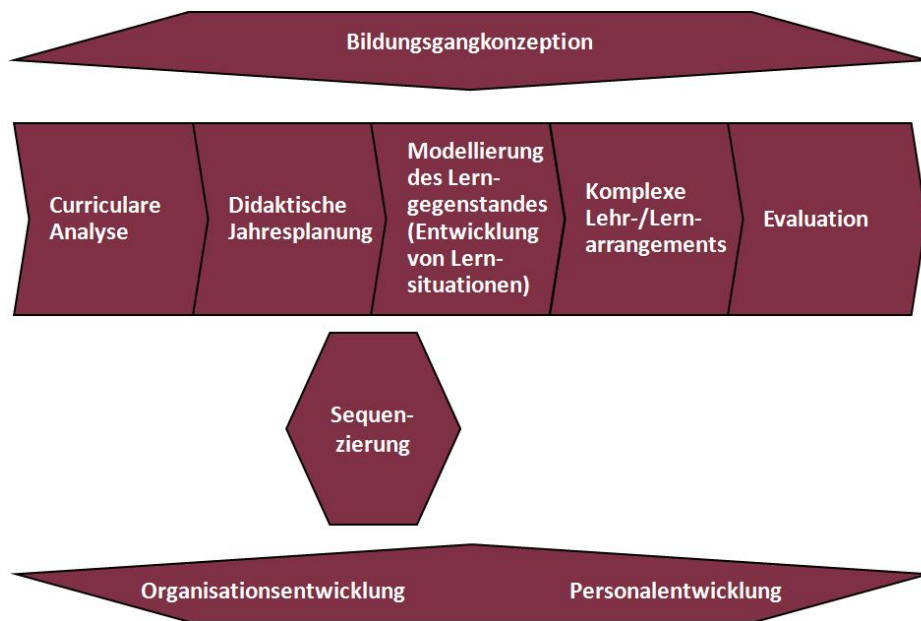 Bildungsgangkonzeption
Curriculare
Analyse
Didaktische
Jahresplanung
Modellierung
des Lern-
gegenstandes
(Entwicklung
von Lern-
situationen)
Komplexe
Lehr-/Lern-
arrangements
Evaluation
Sequen-
zierung
Organisationsentwicklung
Personalentwicklung